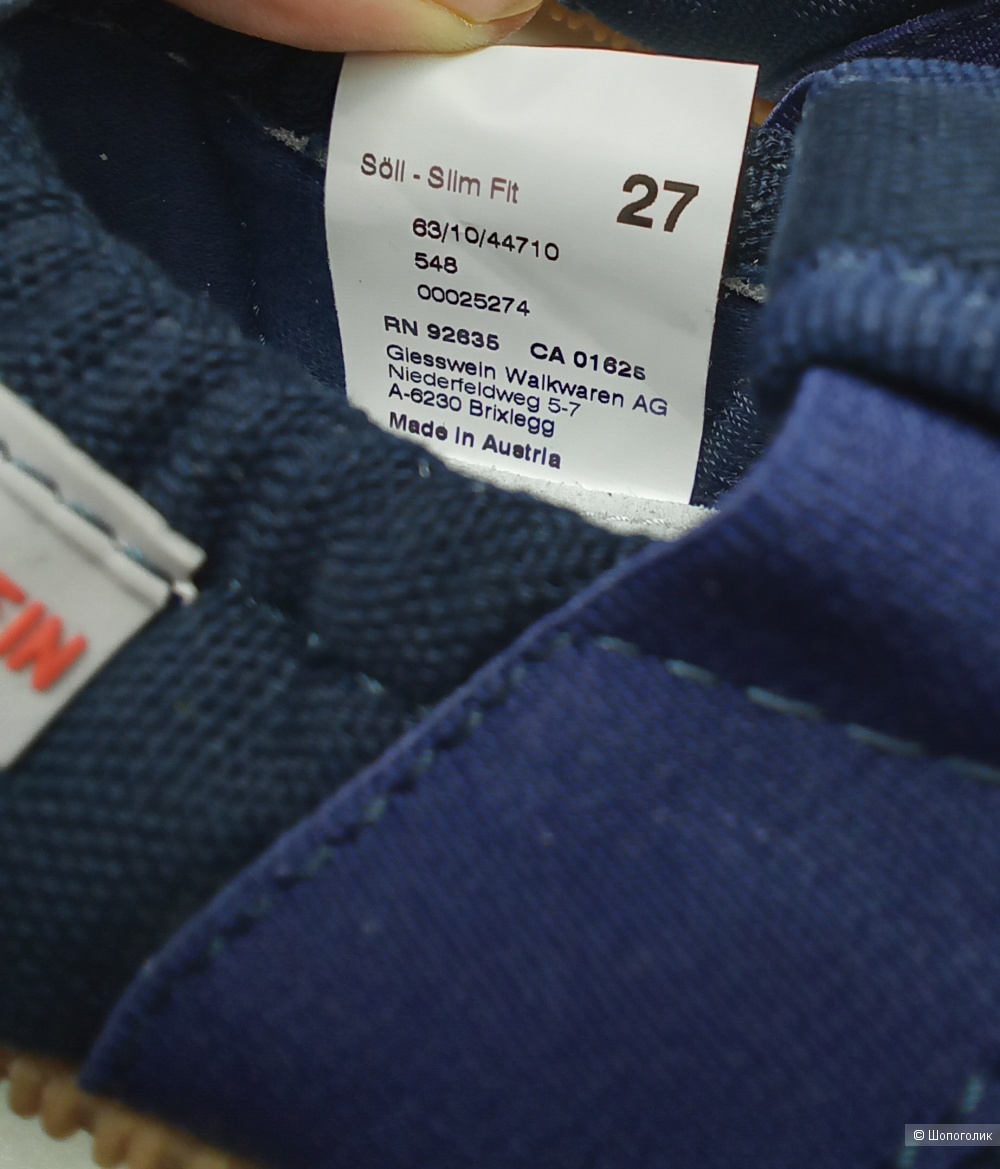 Söll - Slim Fit
27
63/10/44710
548
00025274
RN 92635 CA 01625
Giesswein Walkwaren AG
Niederfeldweg 5-7
A-6230 Brixlegg
Made in Austria
EIN
© Шопоголик